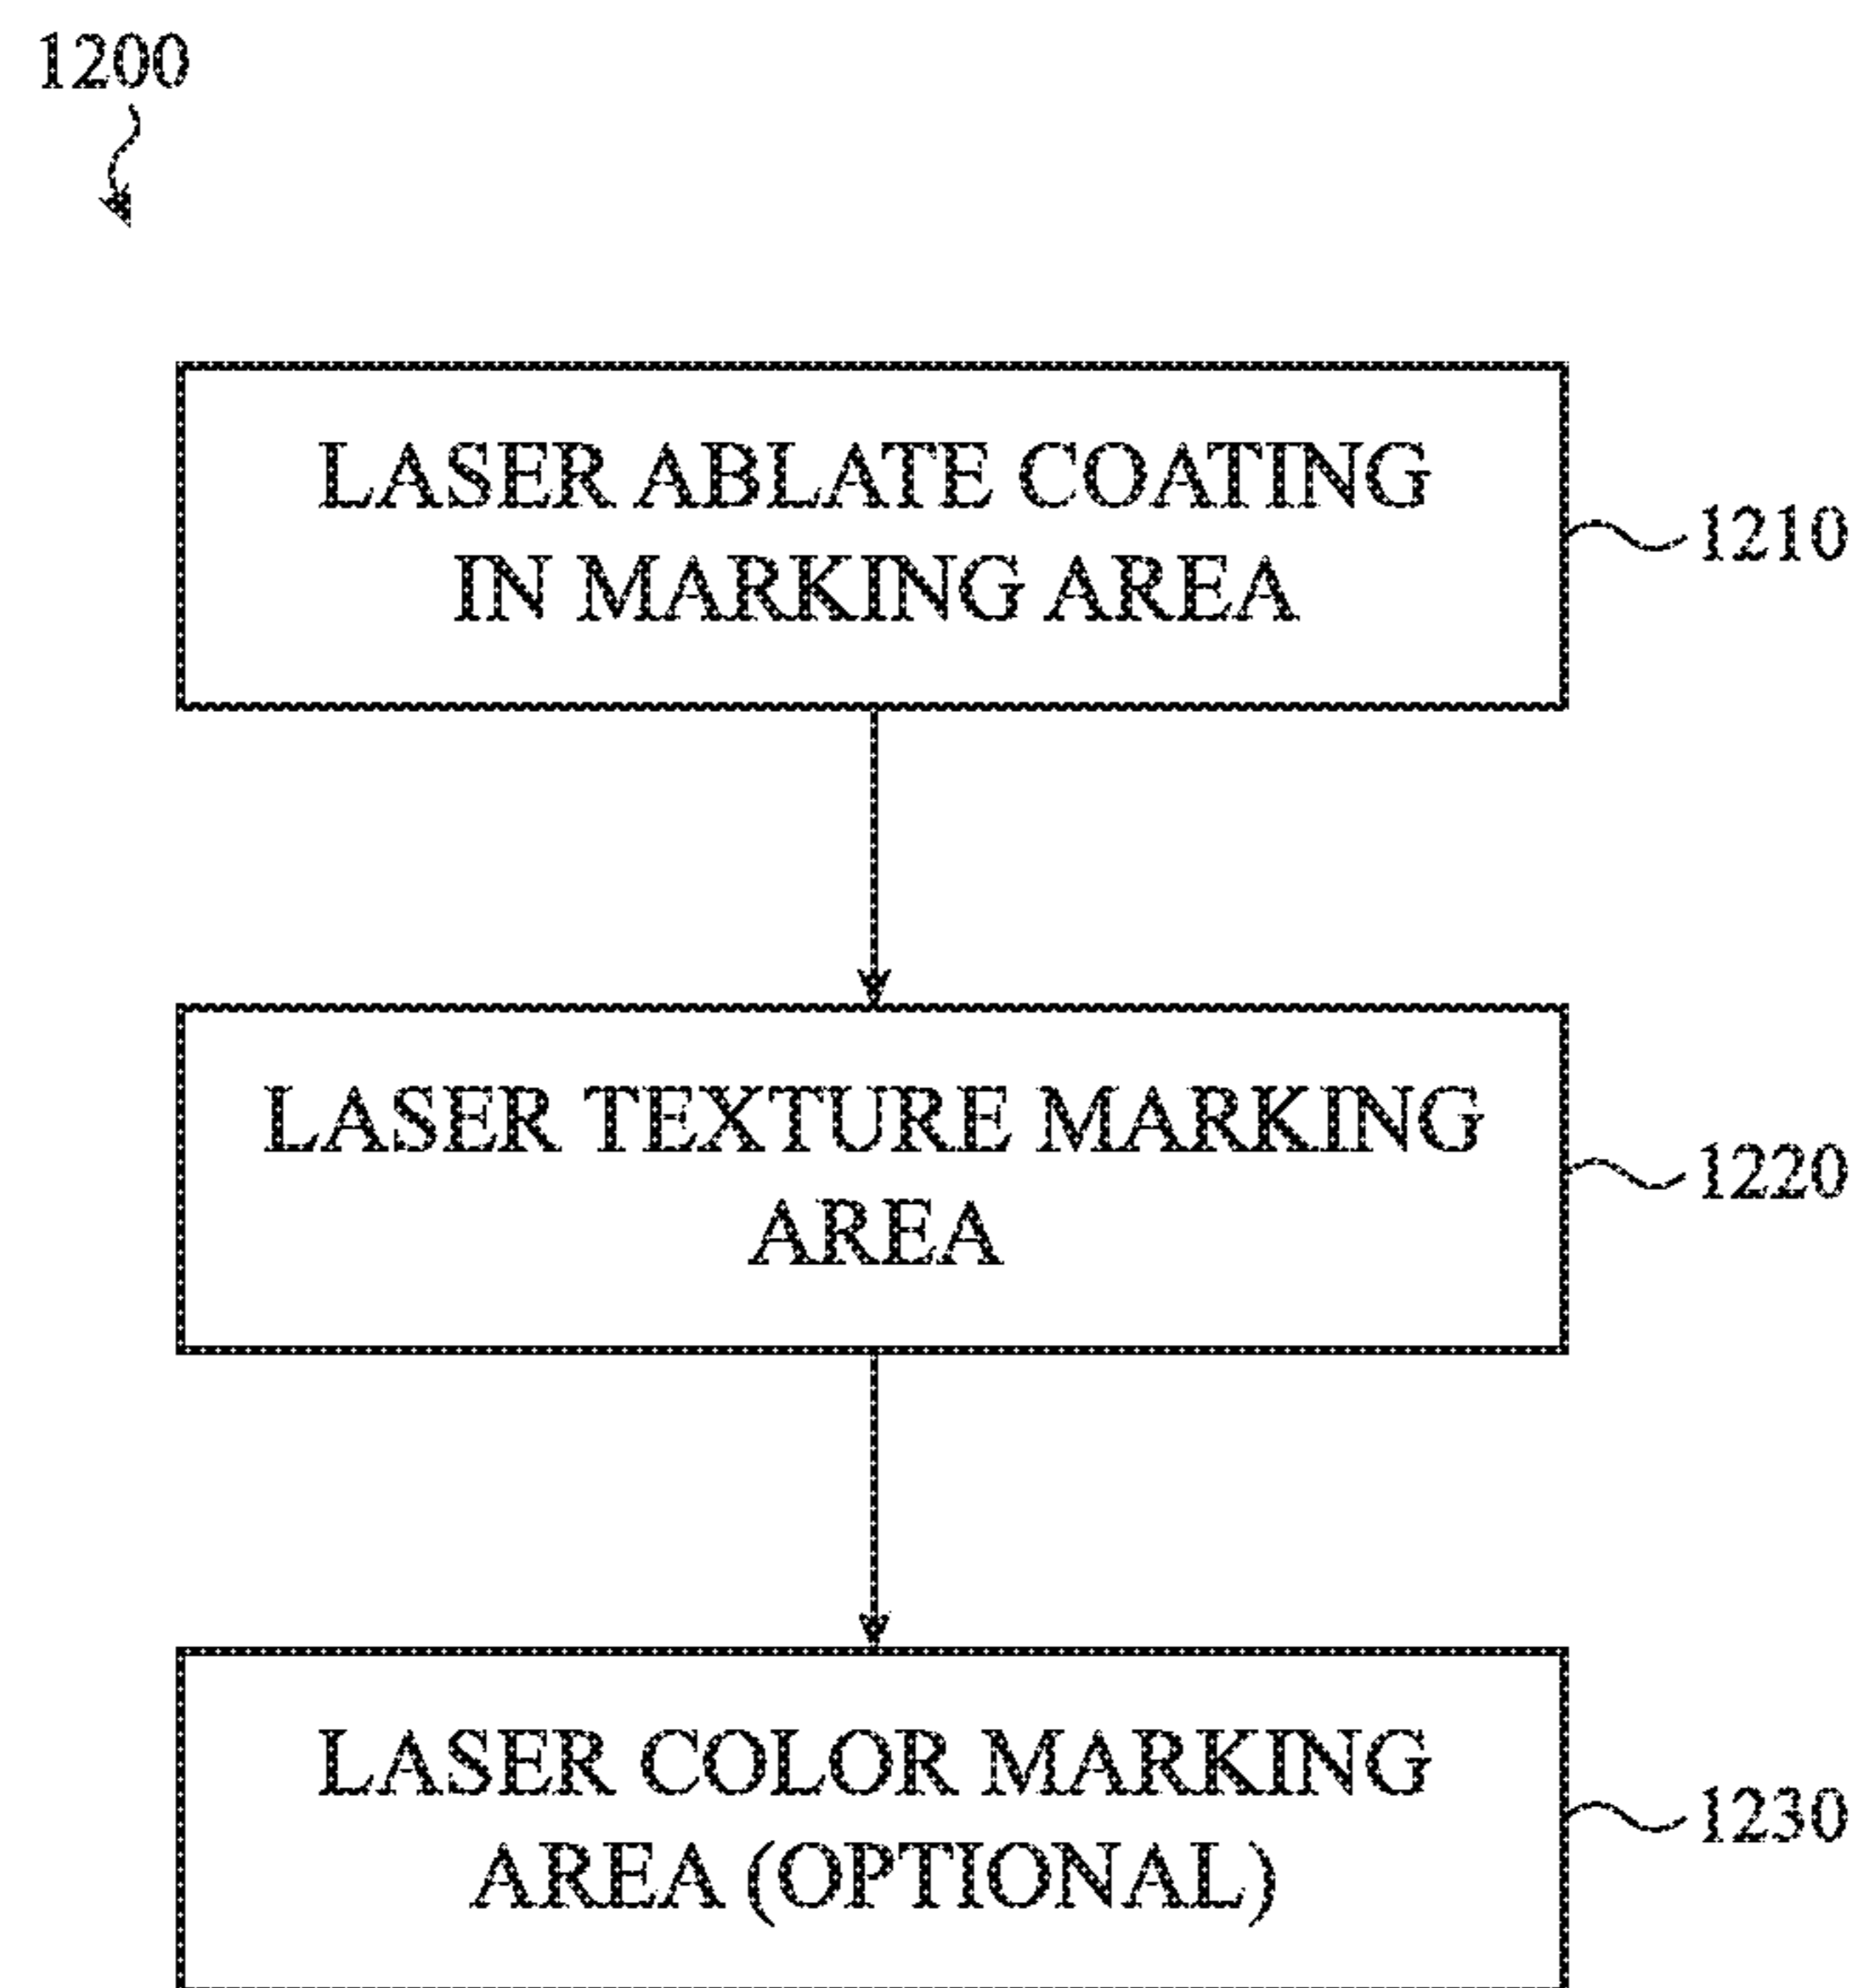 1200
LASER ABLATE COATING
IN MARKING AREA
1210
LASER TEXTURE MARKING
AREA
1220
LASER COLOR MARKING
AREA (OPTIONAL)
1230